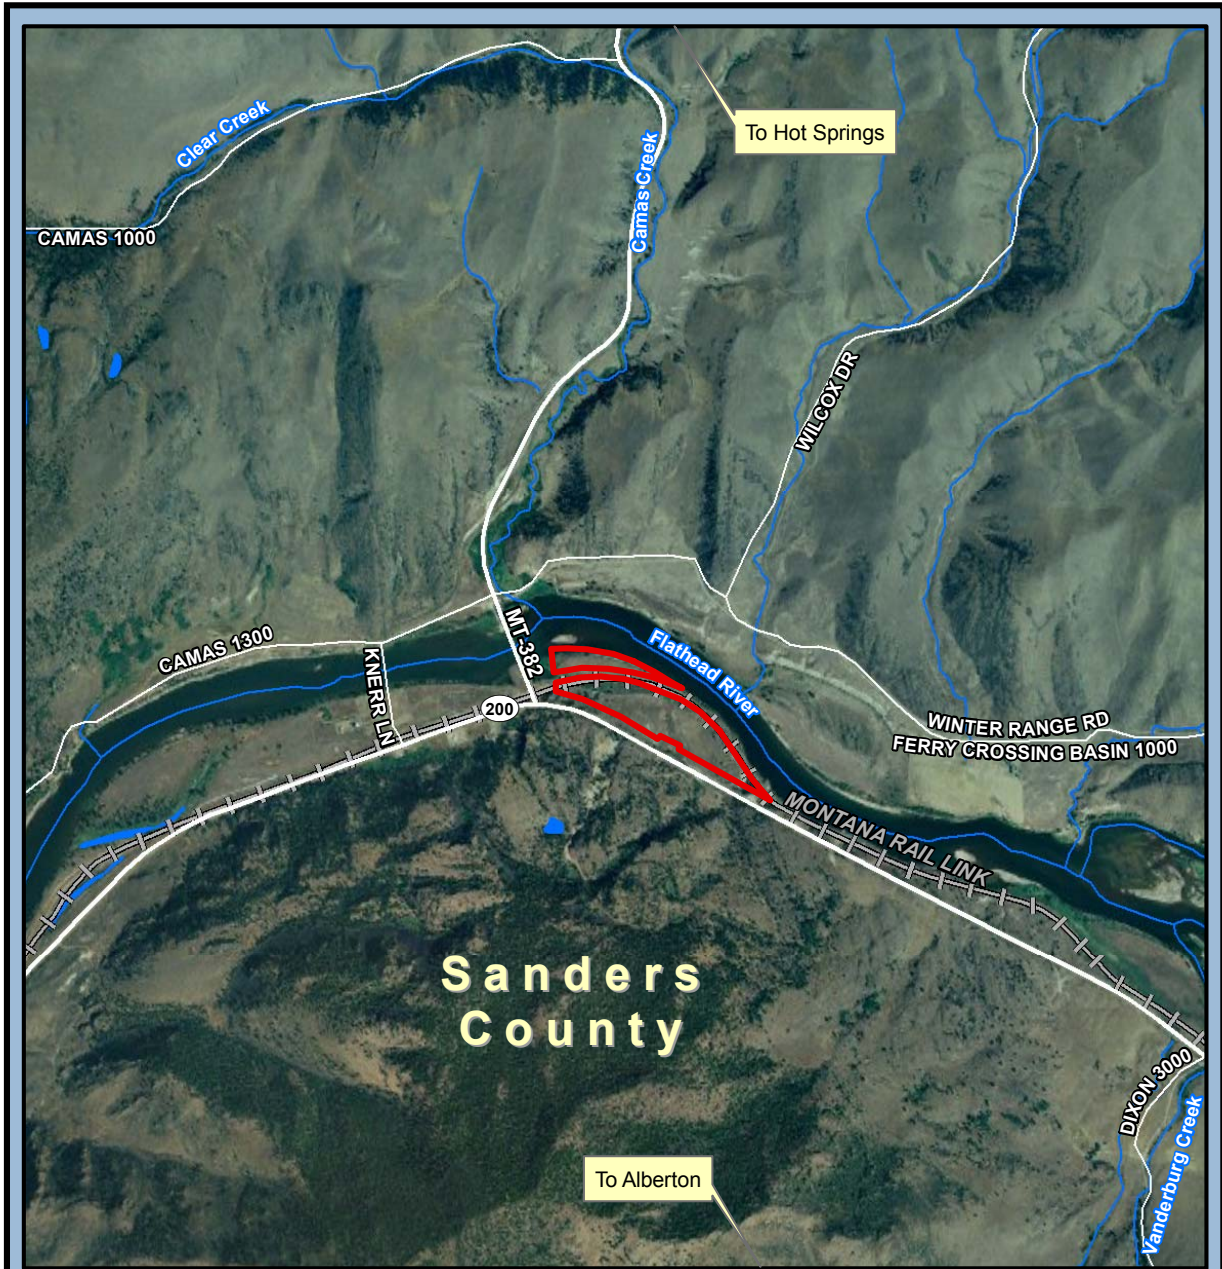 Clear Creek
To Hot Springs
Camas Creek
CAMAS 1000
WILCOX DR
CAMAS 1300
KNERR LN
MT-382
Flathead River
200
WINTER RANGE RD
FERRY CROSSING BASIN 1000
MONTANA RAIL LINK
Sanders
County
DIXON 3000
Vanderburg Creek
To Alberton